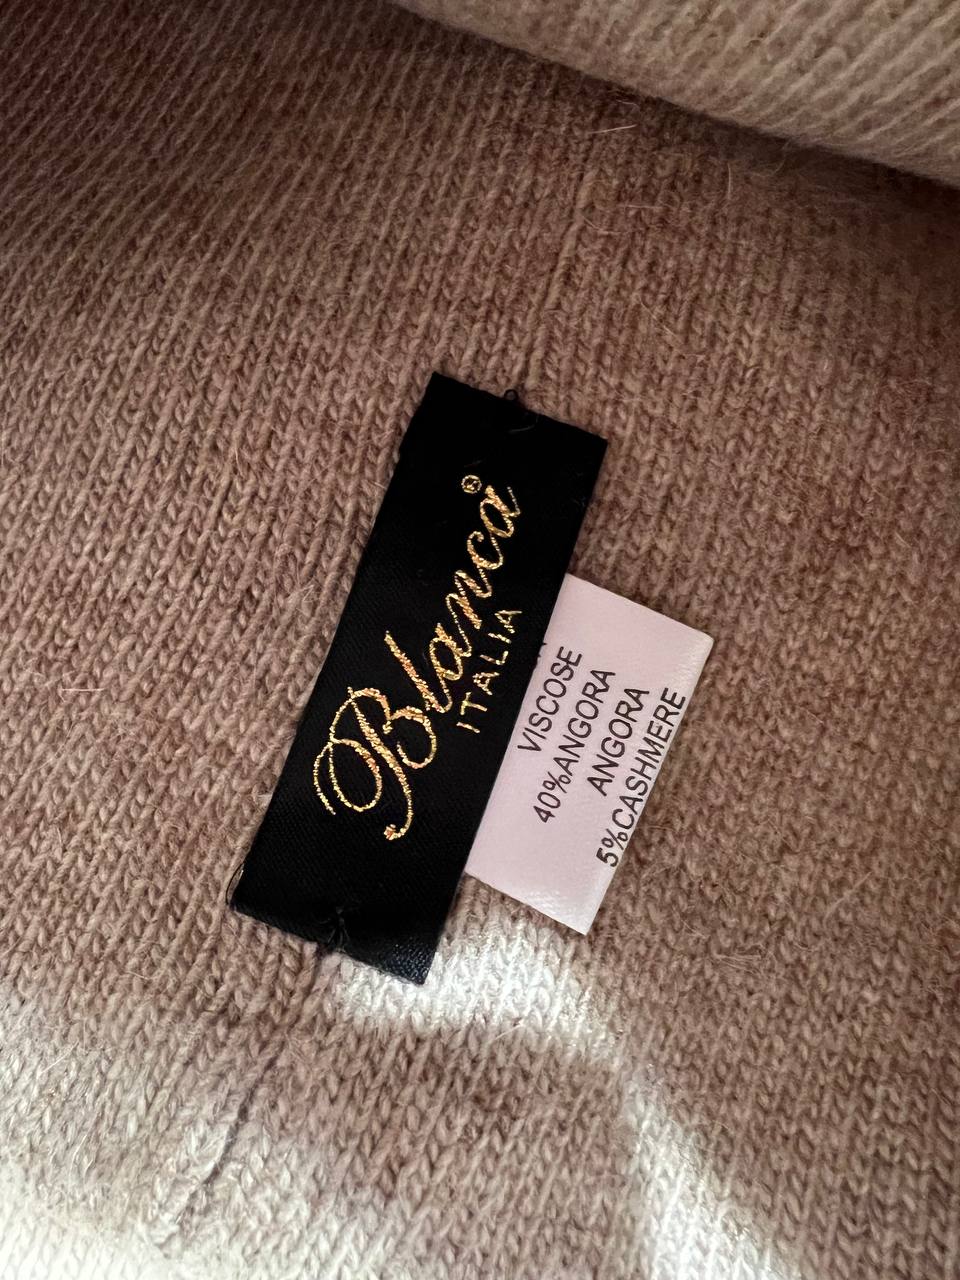 Blanca®
ITALIA
VISCOSE
40%ANGORA
ANGORA
5%CASHMERE